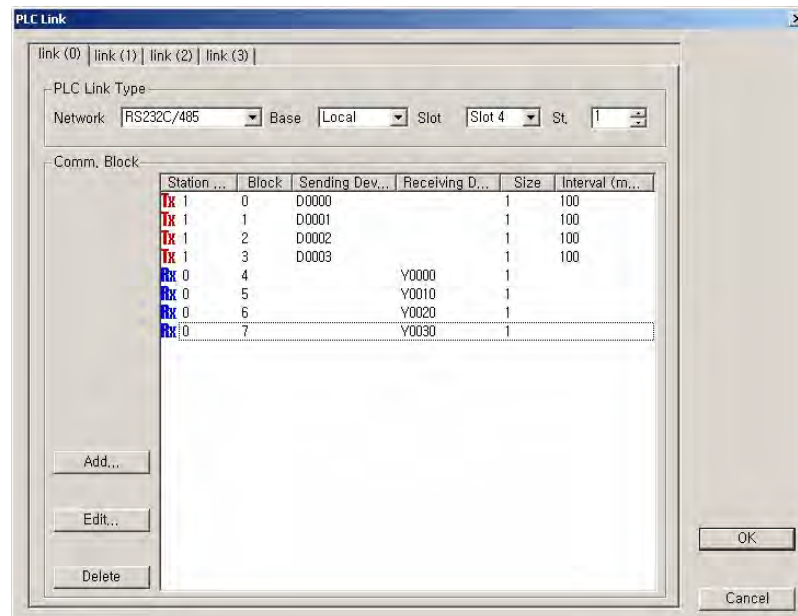 PLC Link
link (0) link (1) link (2) link (3)
PLC Link Type
Network RS232C/485 Base Local Slot Slot 4 St. 1
Comm. Block
Station ... Block Sending Dev... Receiving D... Size Interval (m...
Tx 1 0 D0000 1 100
Tx 1 1 D0001 1 100
Tx 1 2 D0002 1 100
Tx 1 3 D0003 1 100
Rx 0 4 Y0000 1
Rx 0 5 Y0010 1
Rx 0 6 Y0020 1
Rx 0 7 Y0030 1
Add...
Edit...
OK
Delete
Cancel